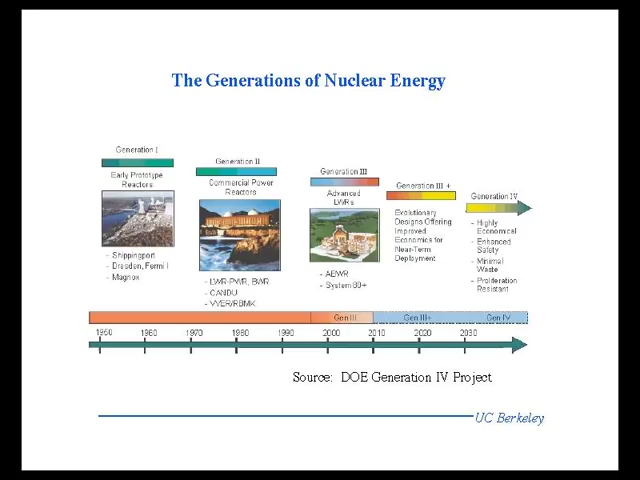 The Generations of Nuclear Energy
Generation I
Early Prototype
Reactors
- Shippingport
- Dresden, Fermi I
- Magnox
Generation II
Commercial Power
Reactors
- LWR-PWR, BWR
- CANDU
- VVER/RBMK
Generation III
Advanced
LWRs
- ABWR
- System 80+
Generation III +
Evolutionary
Designs Offering
Improved
Economics for
Near-Term
Deployment
Generation IV
- Highly
Economical
- Enhanced
Safety
- Minimal
Waste
- Proliferation
Resistant
Gen III
Gen III+
Gen IV
1950 1960 1970 1980 1990 2000 2010 2020 2030
Source: DOE Generation IV Project
UC Berkeley